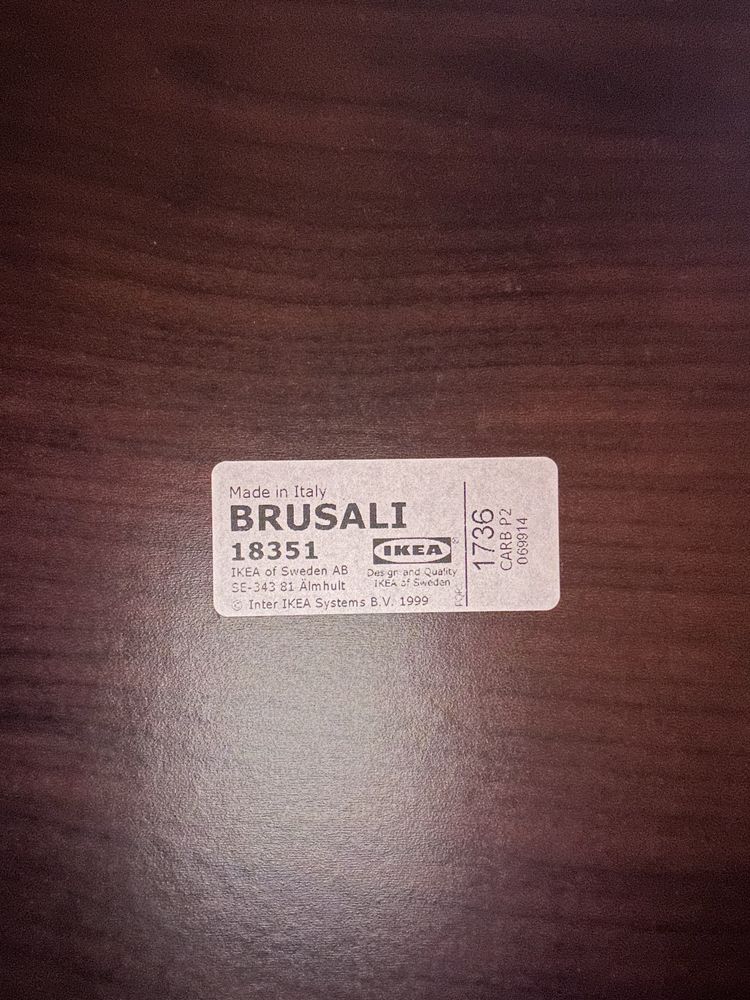 Made in Italy
BRUSALI
18351
IKEA of Sweden AB
SE-343 81 Älmhult
© Inter IKEA Systems B.V. 1999
IKEA®
Design and Quality
IKEA of Sweden
1736
CARB P2
069914